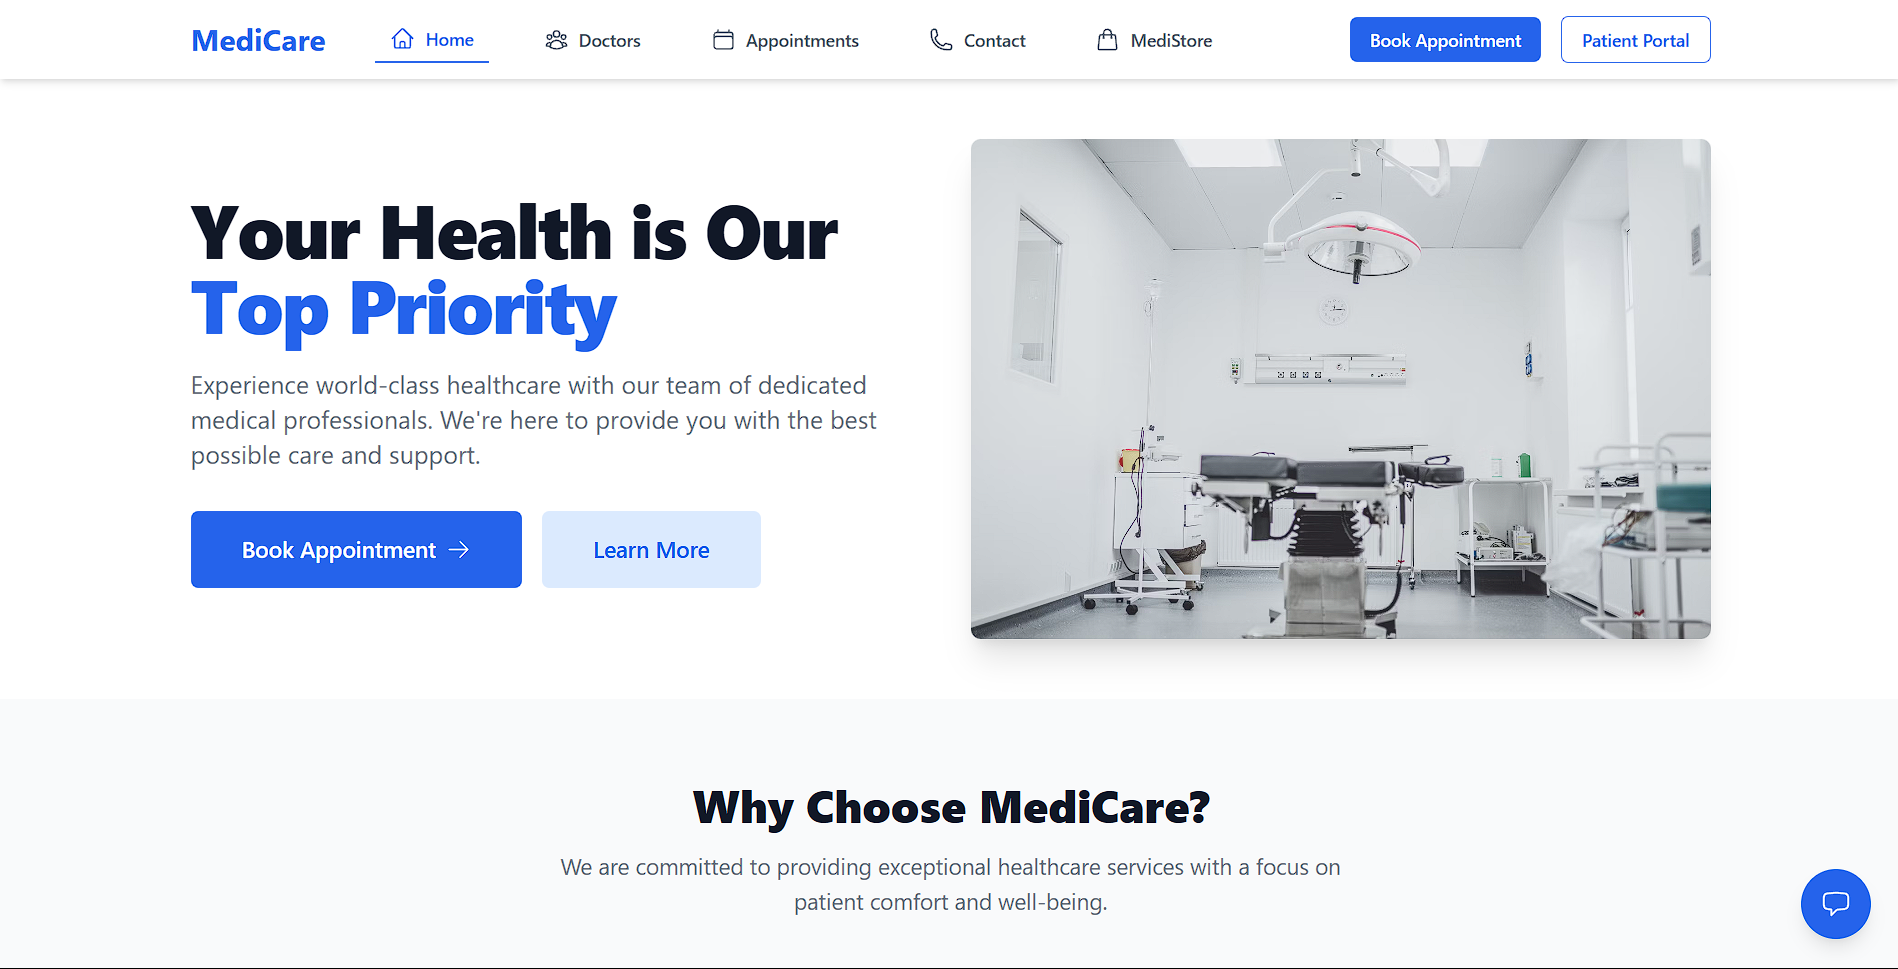 MediCare
Home
Doctors
Appointments
Contact
MediStore
Book Appointment
Patient Portal
Your Health is Our
Top Priority
Experience world-class healthcare with our team of dedicated
medical professionals. We're here to provide you with the best
possible care and support.
Book Appointment
Learn More
Why Choose MediCare?
We are committed to providing exceptional healthcare services with a focus on
patient comfort and well-being.